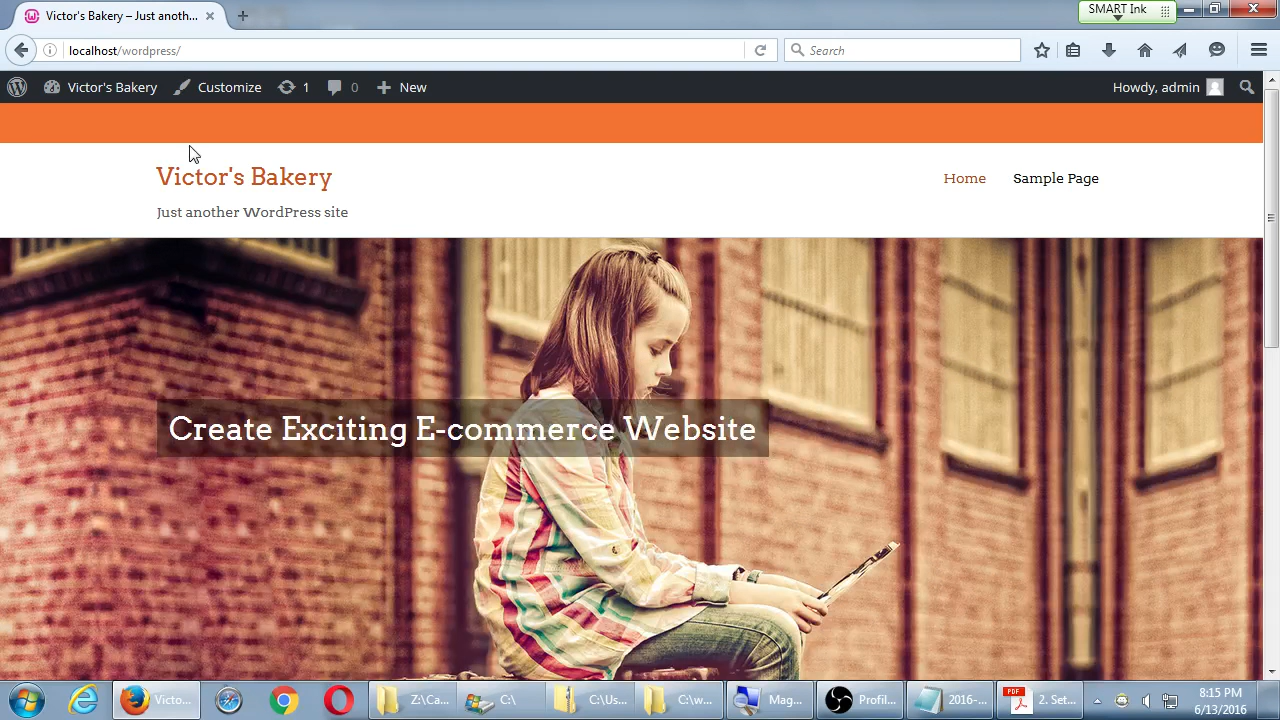 Victor's Bakery – Just anoth...
SMART Ink
localhost/wordpress/
Search
Victor's Bakery Customize 1 0 New Howdy, admin
Victor's Bakery
Home Sample Page
Just another WordPress site
Create Exciting E-commerce Website
Victo... Z:\Ca... C:\ C:\Us... C:\w... Mag... Profil... 2016-... PDF 2. Set...
8:15 PM
6/13/2016